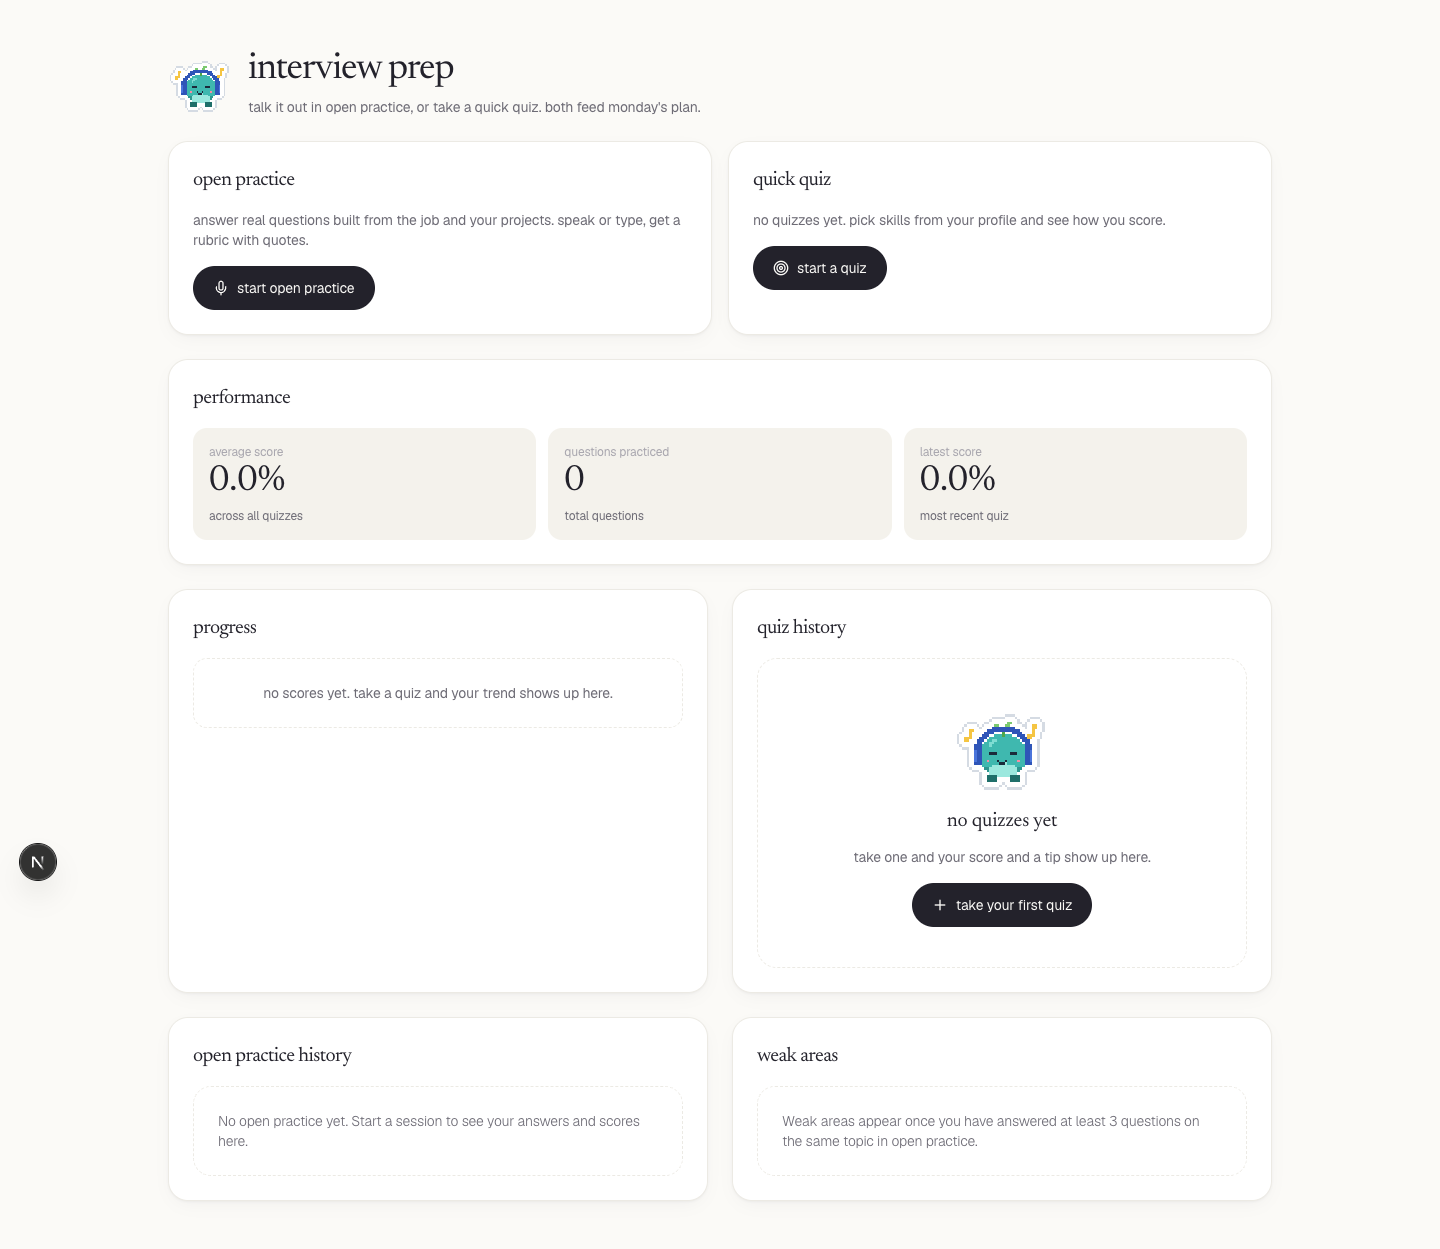 interview prep
talk it out in open practice, or take a quick quiz. both feed monday's plan.
open practice
answer real questions built from the job and your projects. speak or type, get a
rubric with quotes.
start open practice
quick quiz
no quizzes yet. pick skills from your profile and see how you score.
start a quiz
performance
average score
0.0%
across all quizzes
questions practiced
0
total questions
latest score
0.0%
most recent quiz
progress
no scores yet. take a quiz and your trend shows up here.
quiz history
no quizzes yet
take one and your score and a tip show up here.
take your first quiz
N
open practice history
No open practice yet. Start a session to see your answers and scores
here.
weak areas
Weak areas appear once you have answered at least 3 questions on
the same topic in open practice.